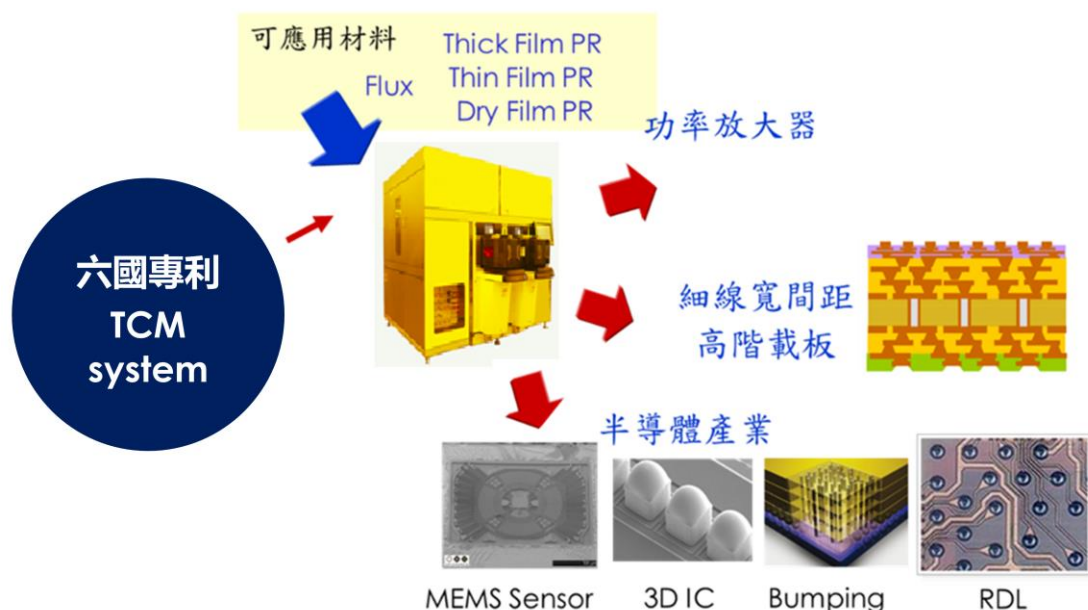 可應用材料
Thick Film PR
Flux
Thin Film PR
Dry Film PR
功率放大器
六國專利
TCM
system
細線寬間距
高階載板
半導體產業
MEMS Sensor
3D IC
Bumping
RDL